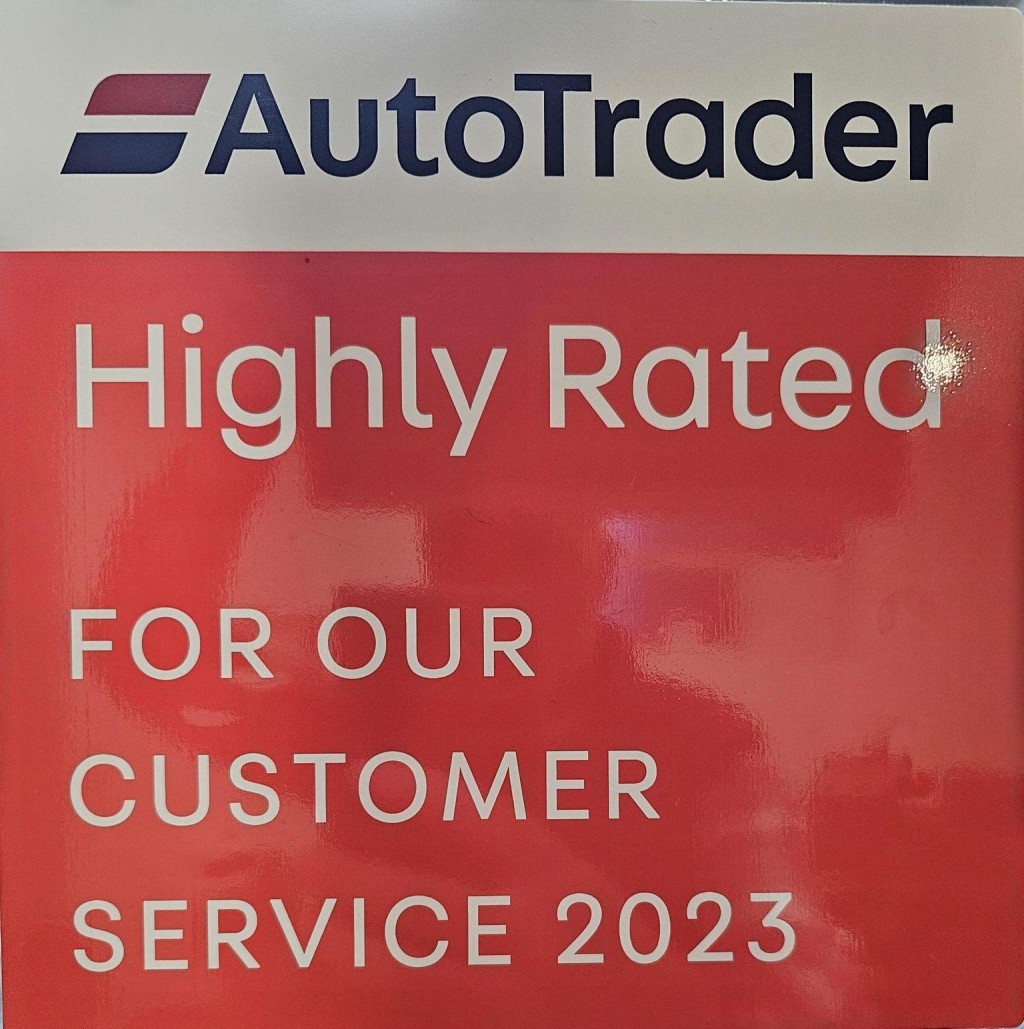 AutoTrader
Highly Rated
FOR OUR
CUSTOMER
SERVICE 2023